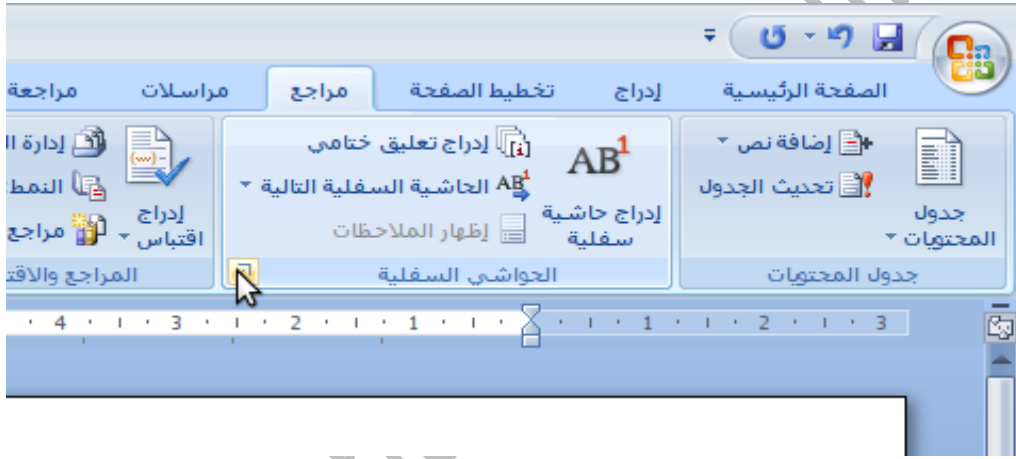 الصفحة الرئيسية إدراج تخطيط الصفحة مراجع مراسلات مراجعة
جدول
المحتويات
إضافة نص
تحديث الجدول
جدول المحتويات
AB1
إدراج حاشية
سفلية
إدراج تعليق ختامي
AB1 الحاشية السفلية التالية
إظهار الملاحظات
الحواشي السفلية
إدراج
اقتباس
إدارة
مراجع
3 2 1 1 2 3 4